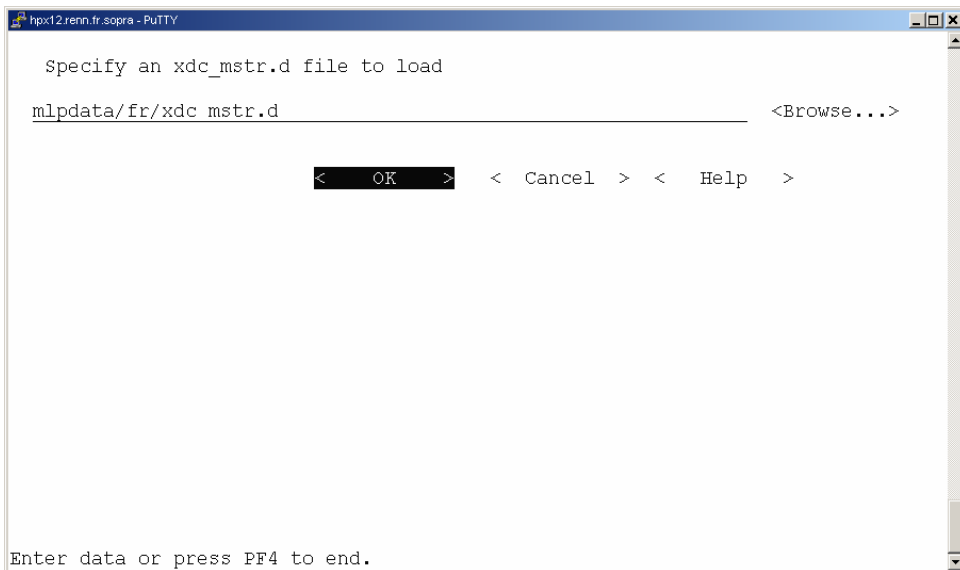 hpx12.renn.fr.sopra - PuTTY
Specify an xdc_mstr.d file to load
mlpdata/fr/xdc_mstr.d <Browse...>
< OK > < Cancel > < Help >
Enter data or press PF4 to end.